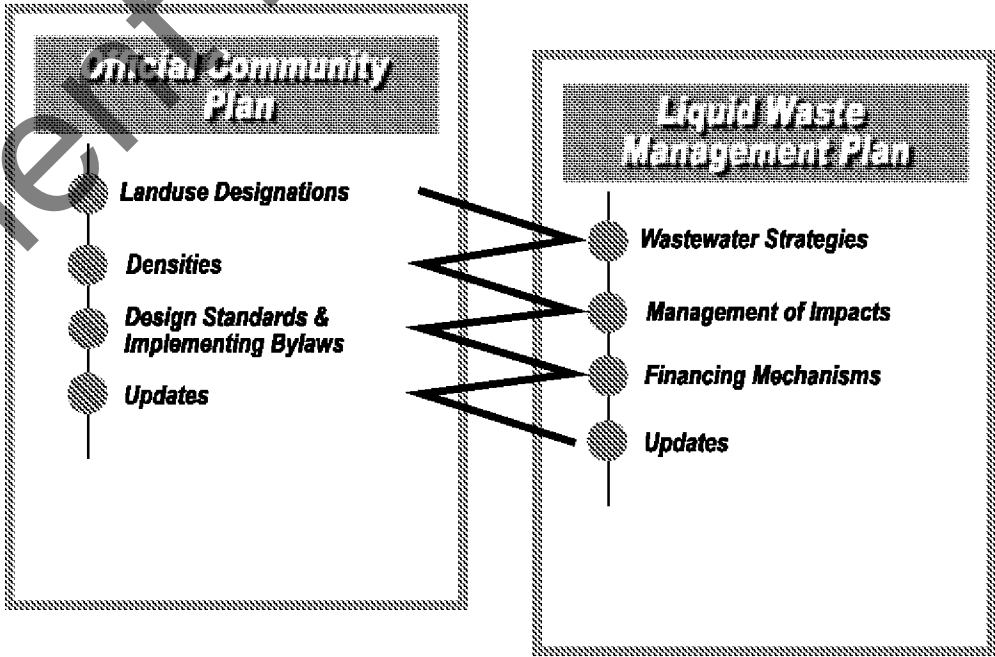 Official Community
Plan
Landuse Designations
Densities
Design Standards &
Implementing Bylaws
Updates
Liquid Waste
Management Plan
Wastewater Strategies
Management of Impacts
Financing Mechanisms
Updates